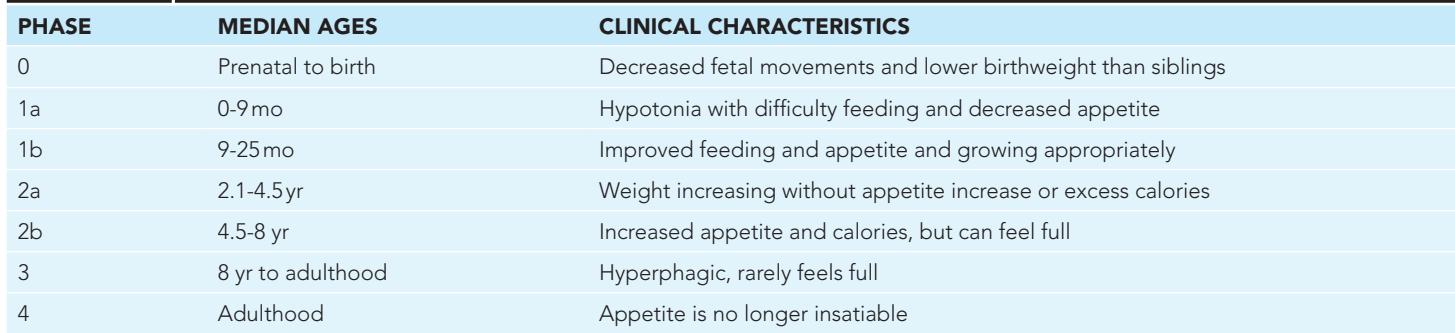 PHASE MEDIAN AGES CLINICAL CHARACTERISTICS
0 Prenatal to birth Decreased fetal movements and lower birthweight than siblings
1a 0-9 mo Hypotonia with difficulty feeding and decreased appetite
1b 9-25 mo Improved feeding and appetite and growing appropriately
2a 2.1-4.5 yr Weight increasing without appetite increase or excess calories
2b 4.5-8 yr Increased appetite and calories, but can feel full
3 8 yr to adulthood Hyperphagic, rarely feels full
4 Adulthood Appetite is no longer insatiable